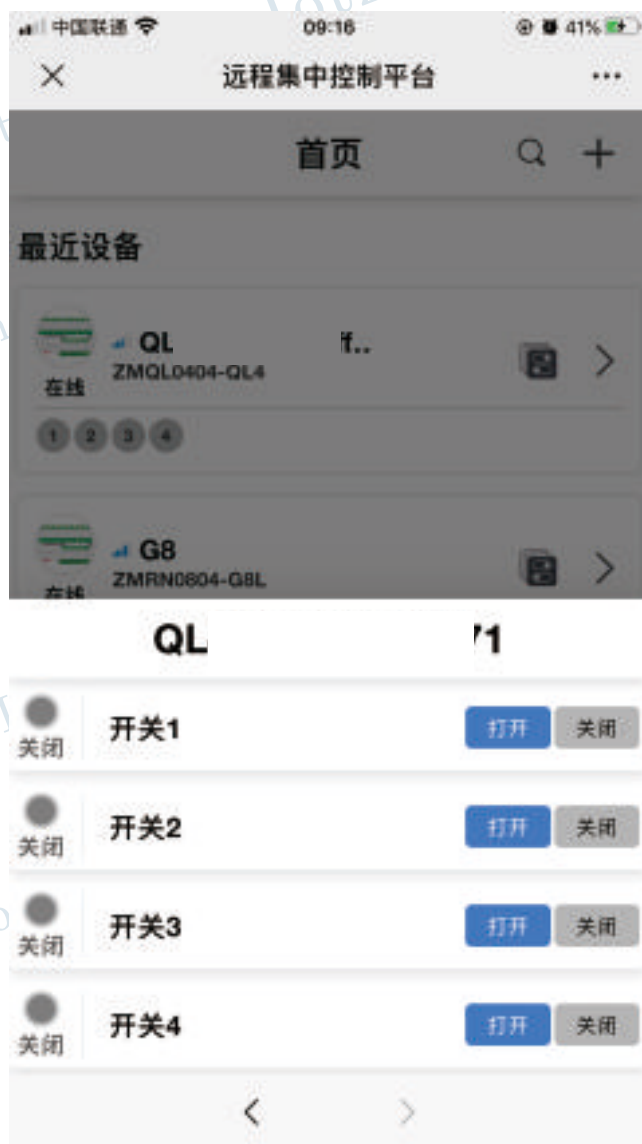 中国联通 09:16 41%
远程集中控制平台 ...
首页
最近设备
QL f..
ZMQL0404-QL4
在线
1 2 3 4
G8
ZMRN0804-G8L
在线
QL 71
开关1 打开 关闭
关闭
开关2 打开 关闭
关闭
开关3 打开 关闭
关闭
开关4 打开 关闭
关闭